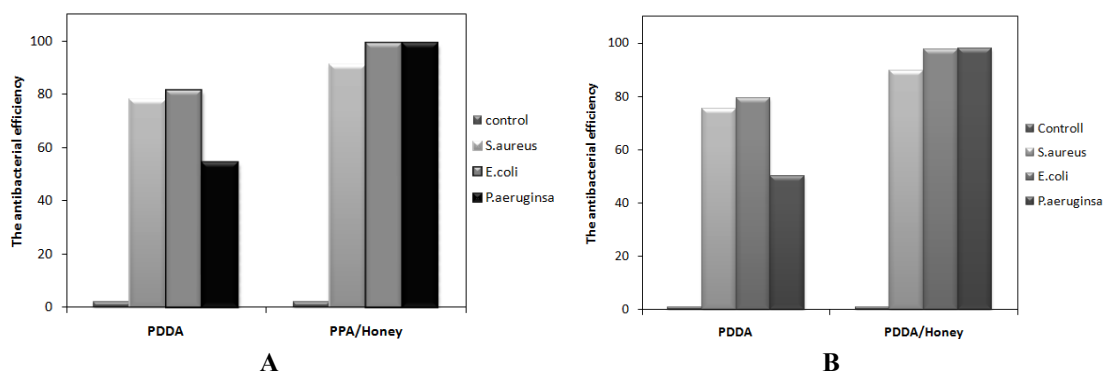 The antibacterial efficiency
100
80
60
40
20
0
PDDA
PPA/Honey
control
S.aureus
E.coli
P.aeruginsa
A
The antibacterial efficiency
100
80
60
40
20
0
PDDA
PDDA/Honey
Controll
S.aureus
E.coli
P.aeruginsa
B